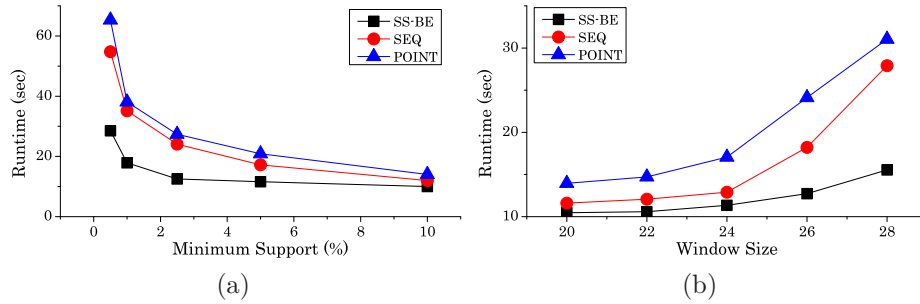 SS-BE
SEQ
POINT
Runtime (sec)
60
40
20
0
0 2 4 6 8 10
Minimum Support (%)
(a)
SS-BE
SEQ
POINT
Runtime (sec)
30
20
10
20 22 24 26 28
Window Size
(b)